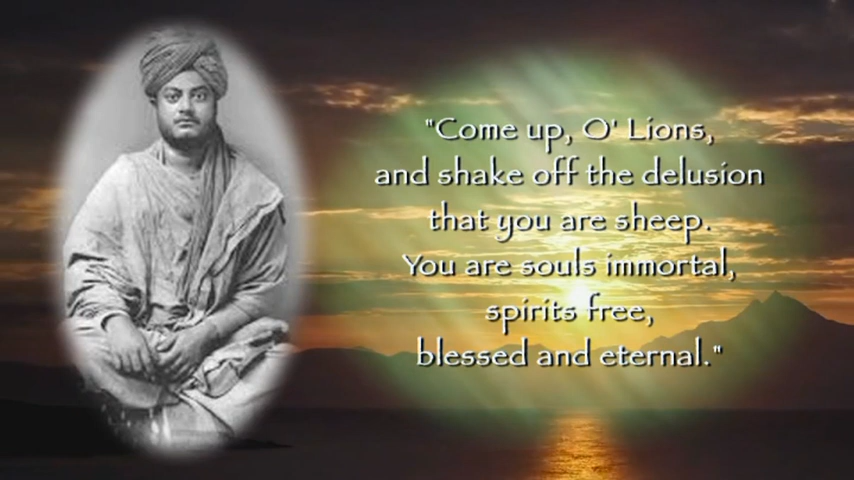 "Come up, O' Lions,
and shake off the delusion
that you are sheep.
You are souls immortal,
spirits free,
blessed and eternal."